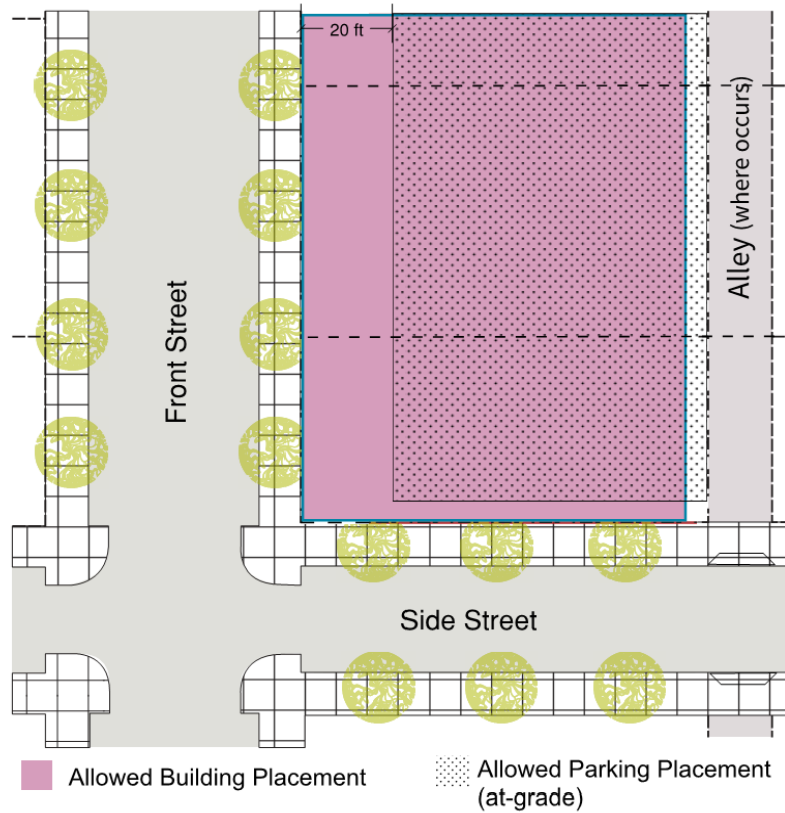 20 ft
Front Street
Alley (where occurs)
Side Street
Allowed Building Placement
Allowed Parking Placement
(at-grade)